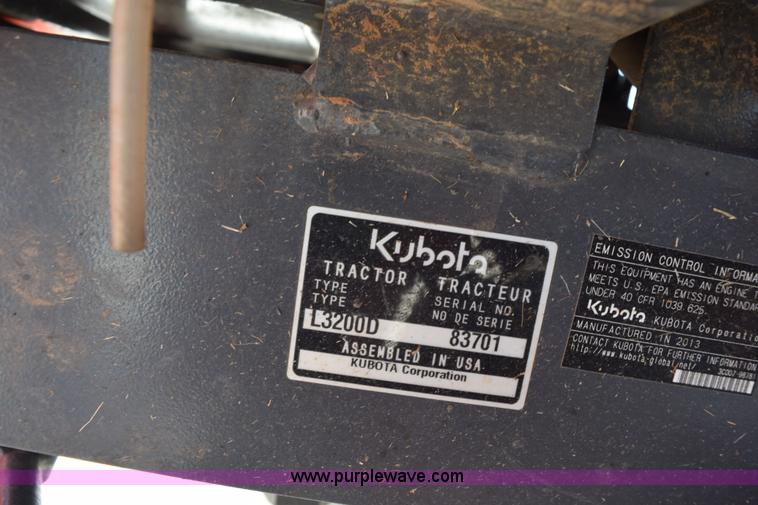 Kubota
TRACTOR TRACTEUR
TYPE SERIAL NO.
TYPE NO DE SERIE
L3200D 83701
ASSEMBLED IN USA
KUBOTA Corporation
EMISSION CONTROL INFORMA
THIS EQUIPMENT HAS AN ENGINE
MEETS U.S. EPA EMISSION STANDAR
UNDER 40 CFR 1039.625.
Kubota KUBOTA Corporatio
MANUFACTURED IN 2013
CONTACT KUBOTA FOR FURTHER INFORMATION
http://www.kubota-global.net/
www.purplewave.com